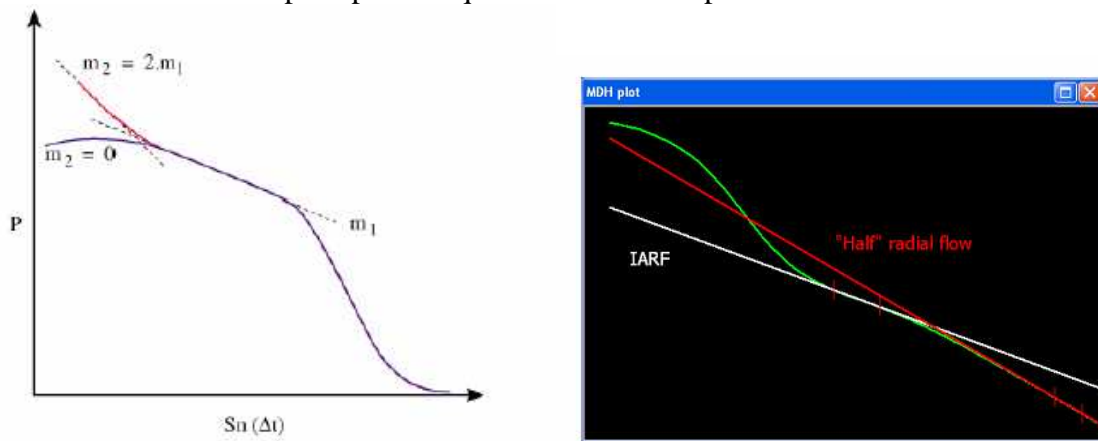 m2 = 2.m1
m2 = 0
P
m1
Sn (Δt)
MDH plot
"Half" radial flow
IARF